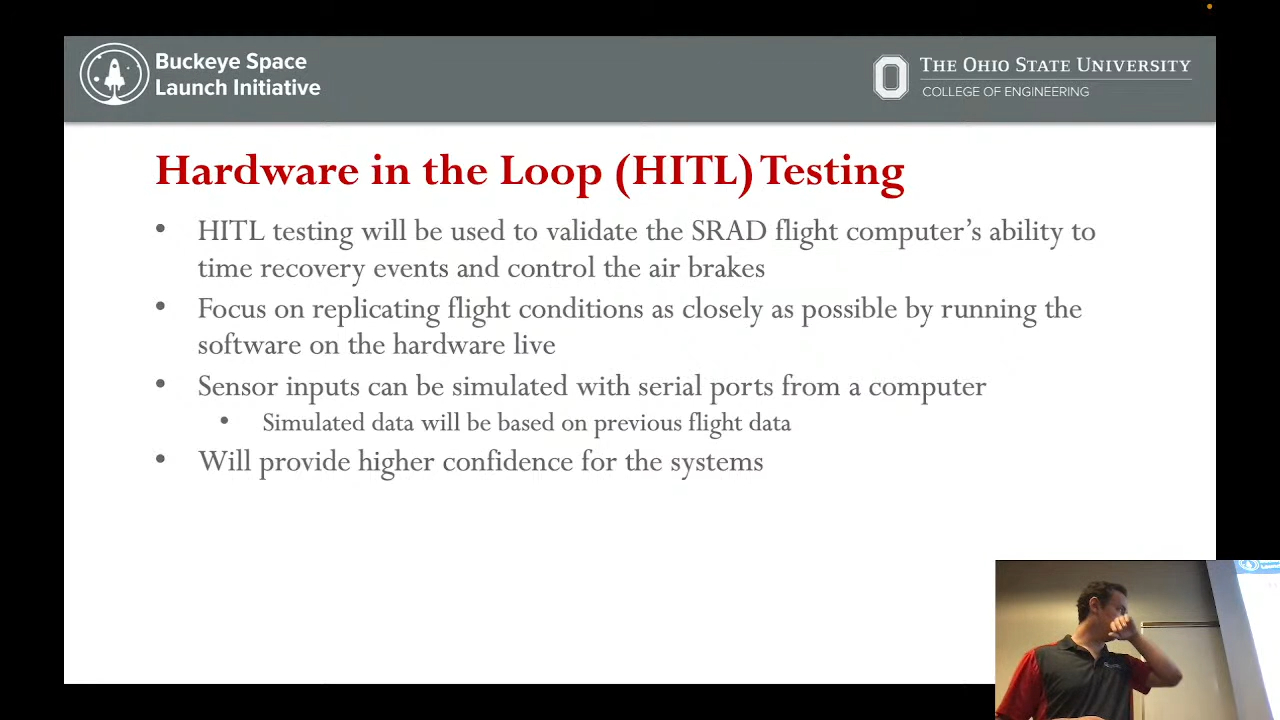 Buckeye Space
Launch Initiative
THE OHIO STATE UNIVERSITY
COLLEGE OF ENGINEERING
Hardware in the Loop (HITL) Testing
• HITL testing will be used to validate the SRAD flight computer’s ability to
time recovery events and control the air brakes
• Focus on replicating flight conditions as closely as possible by running the
software on the hardware live
• Sensor inputs can be simulated with serial ports from a computer
• Simulated data will be based on previous flight data
• Will provide higher confidence for the systems